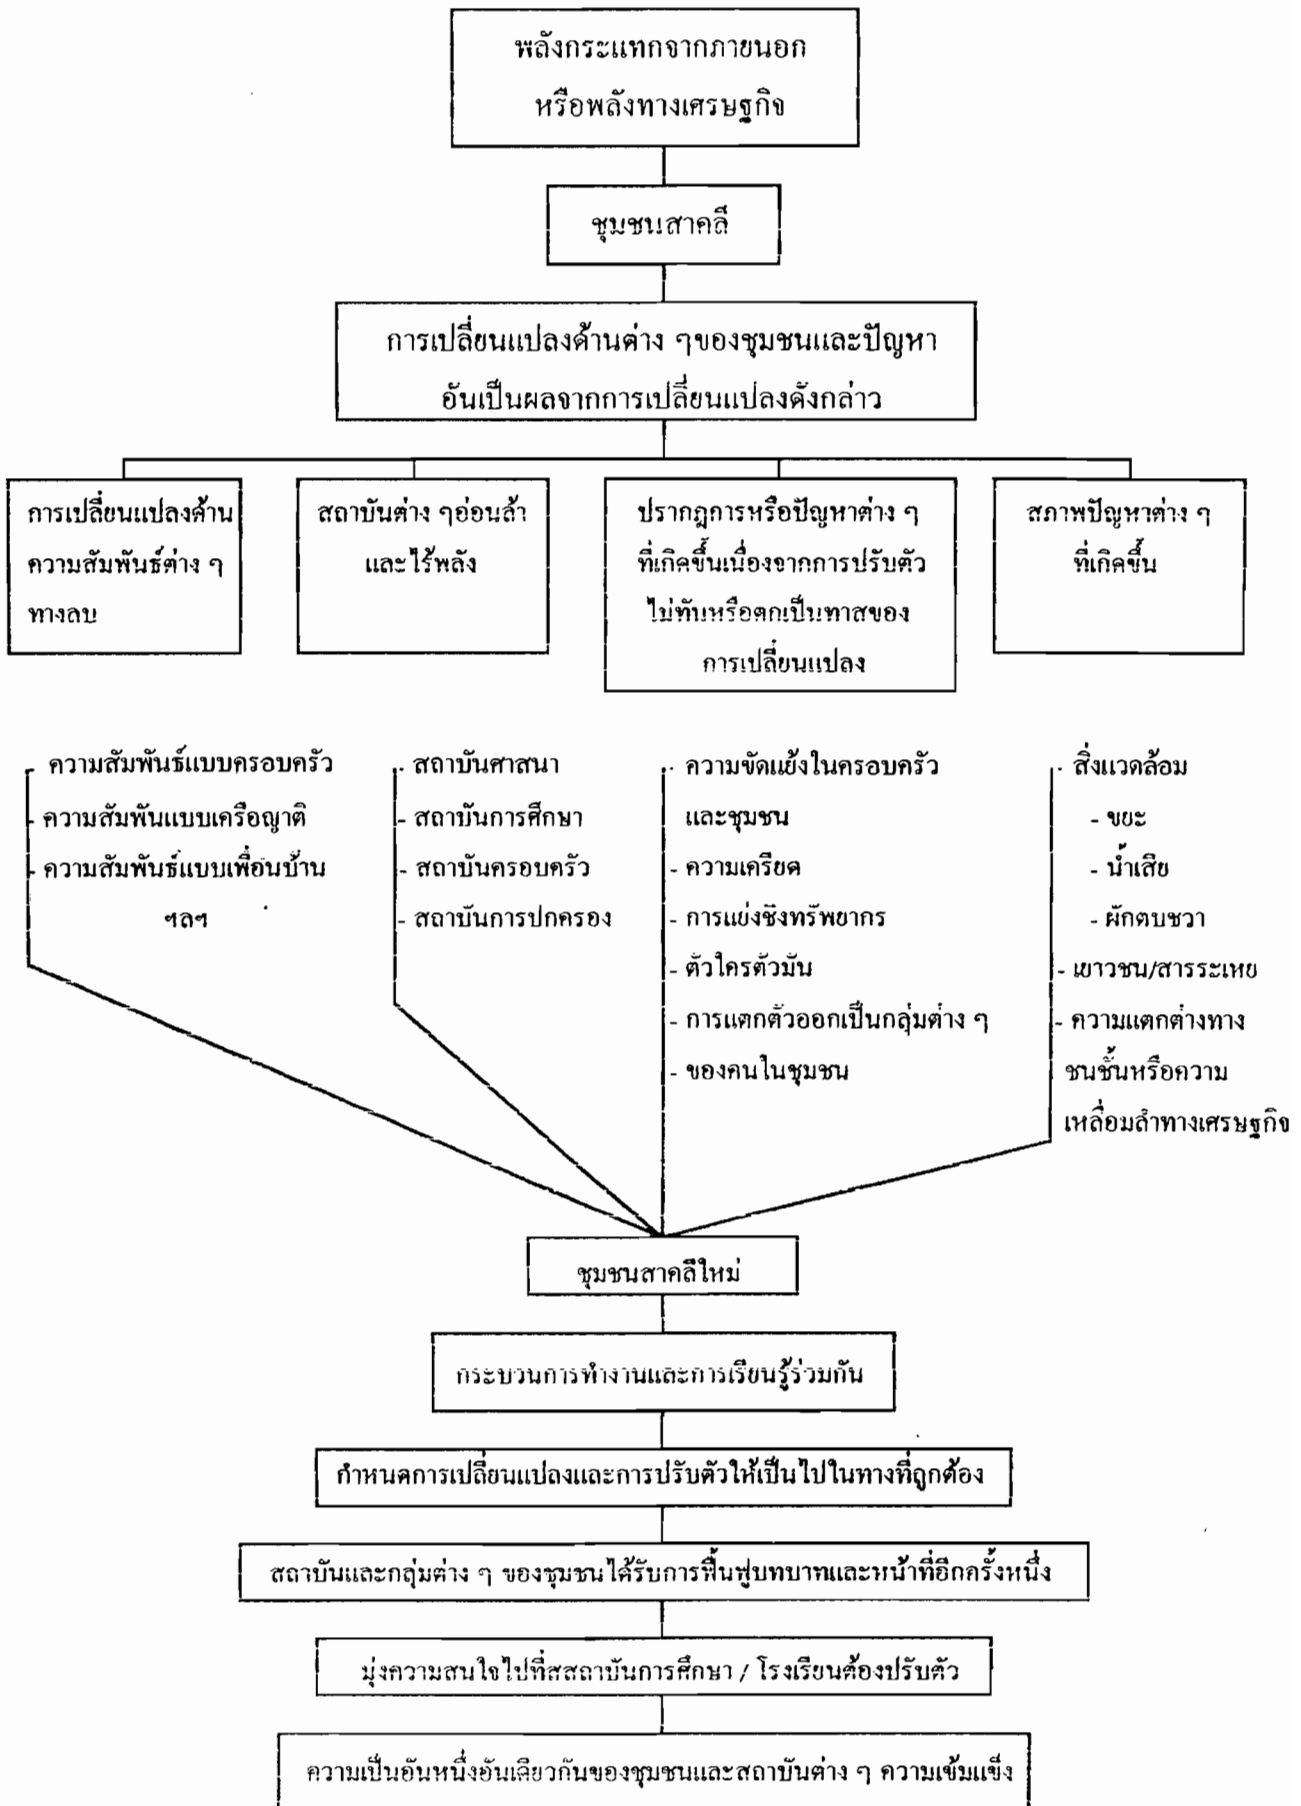 พลังกระแทกจากภายนอก
หรือพลังทางเศรษฐกิจ
ชุมชนสาคลี
การเปลี่ยนแปลงด้านต่าง ๆของชุมชนและปัญหา
อันเป็นผลจากการเปลี่ยนแปลงดังกล่าว
การเปลี่ยนแปลงด้าน
ความสัมพันธ์ต่าง ๆ
ทางลบ
สถาบันต่าง ๆอ่อนล้า
และไร้พลัง
ปรากฎการหรือปัญหาต่าง ๆ
ที่เกิดขึ้นเนื่องจากการปรับตัว
ไม่ทันหรือตกเป็นทาสของ
การเปลี่ยนแปลง
สภาพปัญหาต่าง ๆ
ที่เกิดขึ้น
- ความสัมพันธ์แบบครอบครัว
- ความสัมพันแบบเครือญาติ
- ความสัมพันธ์แบบเพื่อนบ้าน
ฯลฯ
- สถาบันศาสนา
- สถาบันการศึกษา
- สถาบันครอบครัว
- สถาบันการปกครอง
- ความขัดแย้งในครอบครัว
และชุมชน
- ความเครียด
- การแย่งชิงทรัพยากร
- ตัวใครตัวมัน
- การแตกตัวออกเป็นกลุ่มต่าง ๆ
- ของคนในชุมชน
- สิ่งแวดล้อม
- ขยะ
- น้ำเสีย
- ผักตบชวา
- เยาวชน/สารระเหย
- ความแตกต่างทาง
ชนชั้นหรือความ
เหลื่อมล้ำทางเศรษฐกิจ
ชุมชนสาคลีใหม่
กระบวนการทำงานและการเรียนรู้ร่วมกัน
กำหนดการเปลี่ยนแปลงและการปรับตัวให้เป็นไปในทางที่ถูกต้อง
สถาบันและกลุ่มต่าง ๆ ของชุมชนได้รับการฟื้นฟูบทบาทและหน้าที่อีกครั้งหนึ่ง
มุ่งความสนใจไปที่สสถาบันการศึกษา / โรงเรียนต้องปรับตัว
ความเป็นอันหนึ่งอันเดียวกันของชุมชนและสถาบันต่าง ๆ ความเข้มแข็ง